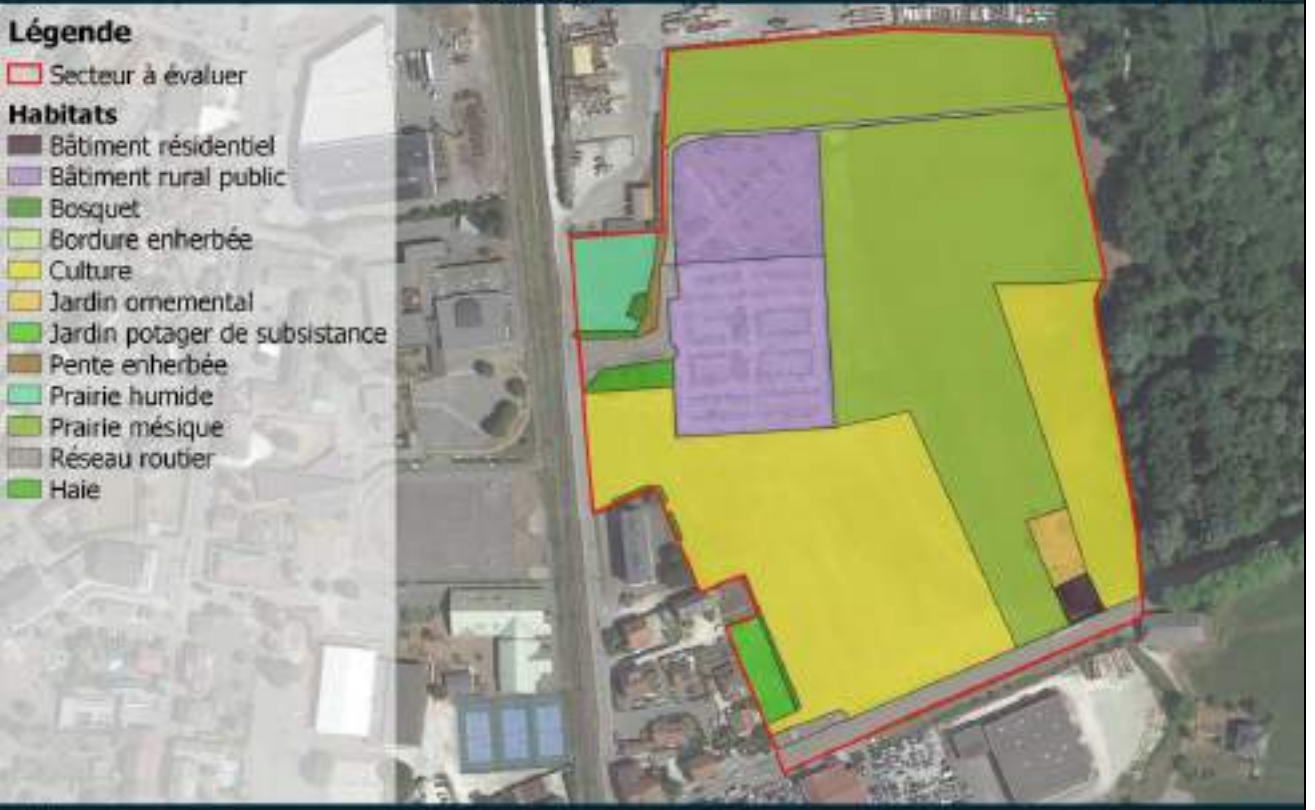 Légende
Secteur à évaluer
Habitats
Bâtiment résidentiel
Bâtiment rural public
Bosquet
Bordure enherbée
Culture
Jardin ornemental
Jardin potager de subsistance
Pente enherbée
Prairie humide
Prairie mésique
Réseau routier
Haie